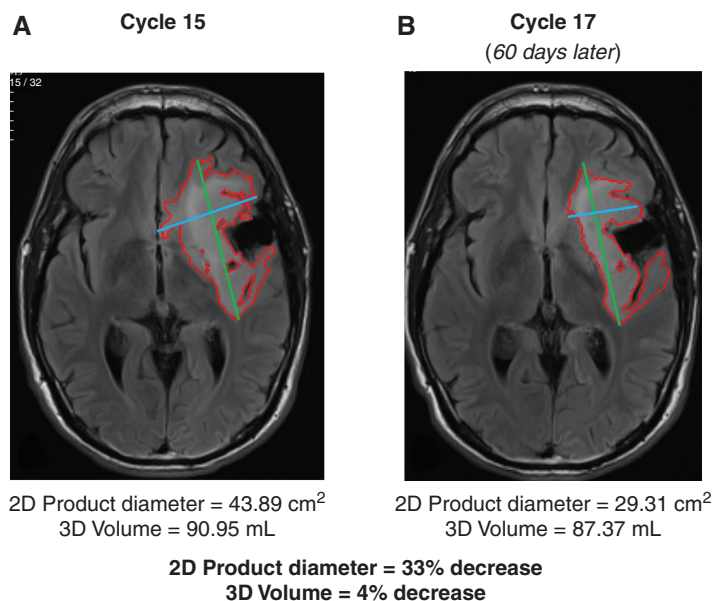 A
Cycle 15
B
Cycle 17
(60 days later)
15 / 32
2D Product diameter = 43.89 cm²
3D Volume = 90.95 mL
2D Product diameter = 29.31 cm²
3D Volume = 87.37 mL
2D Product diameter = 33% decrease
3D Volume = 4% decrease